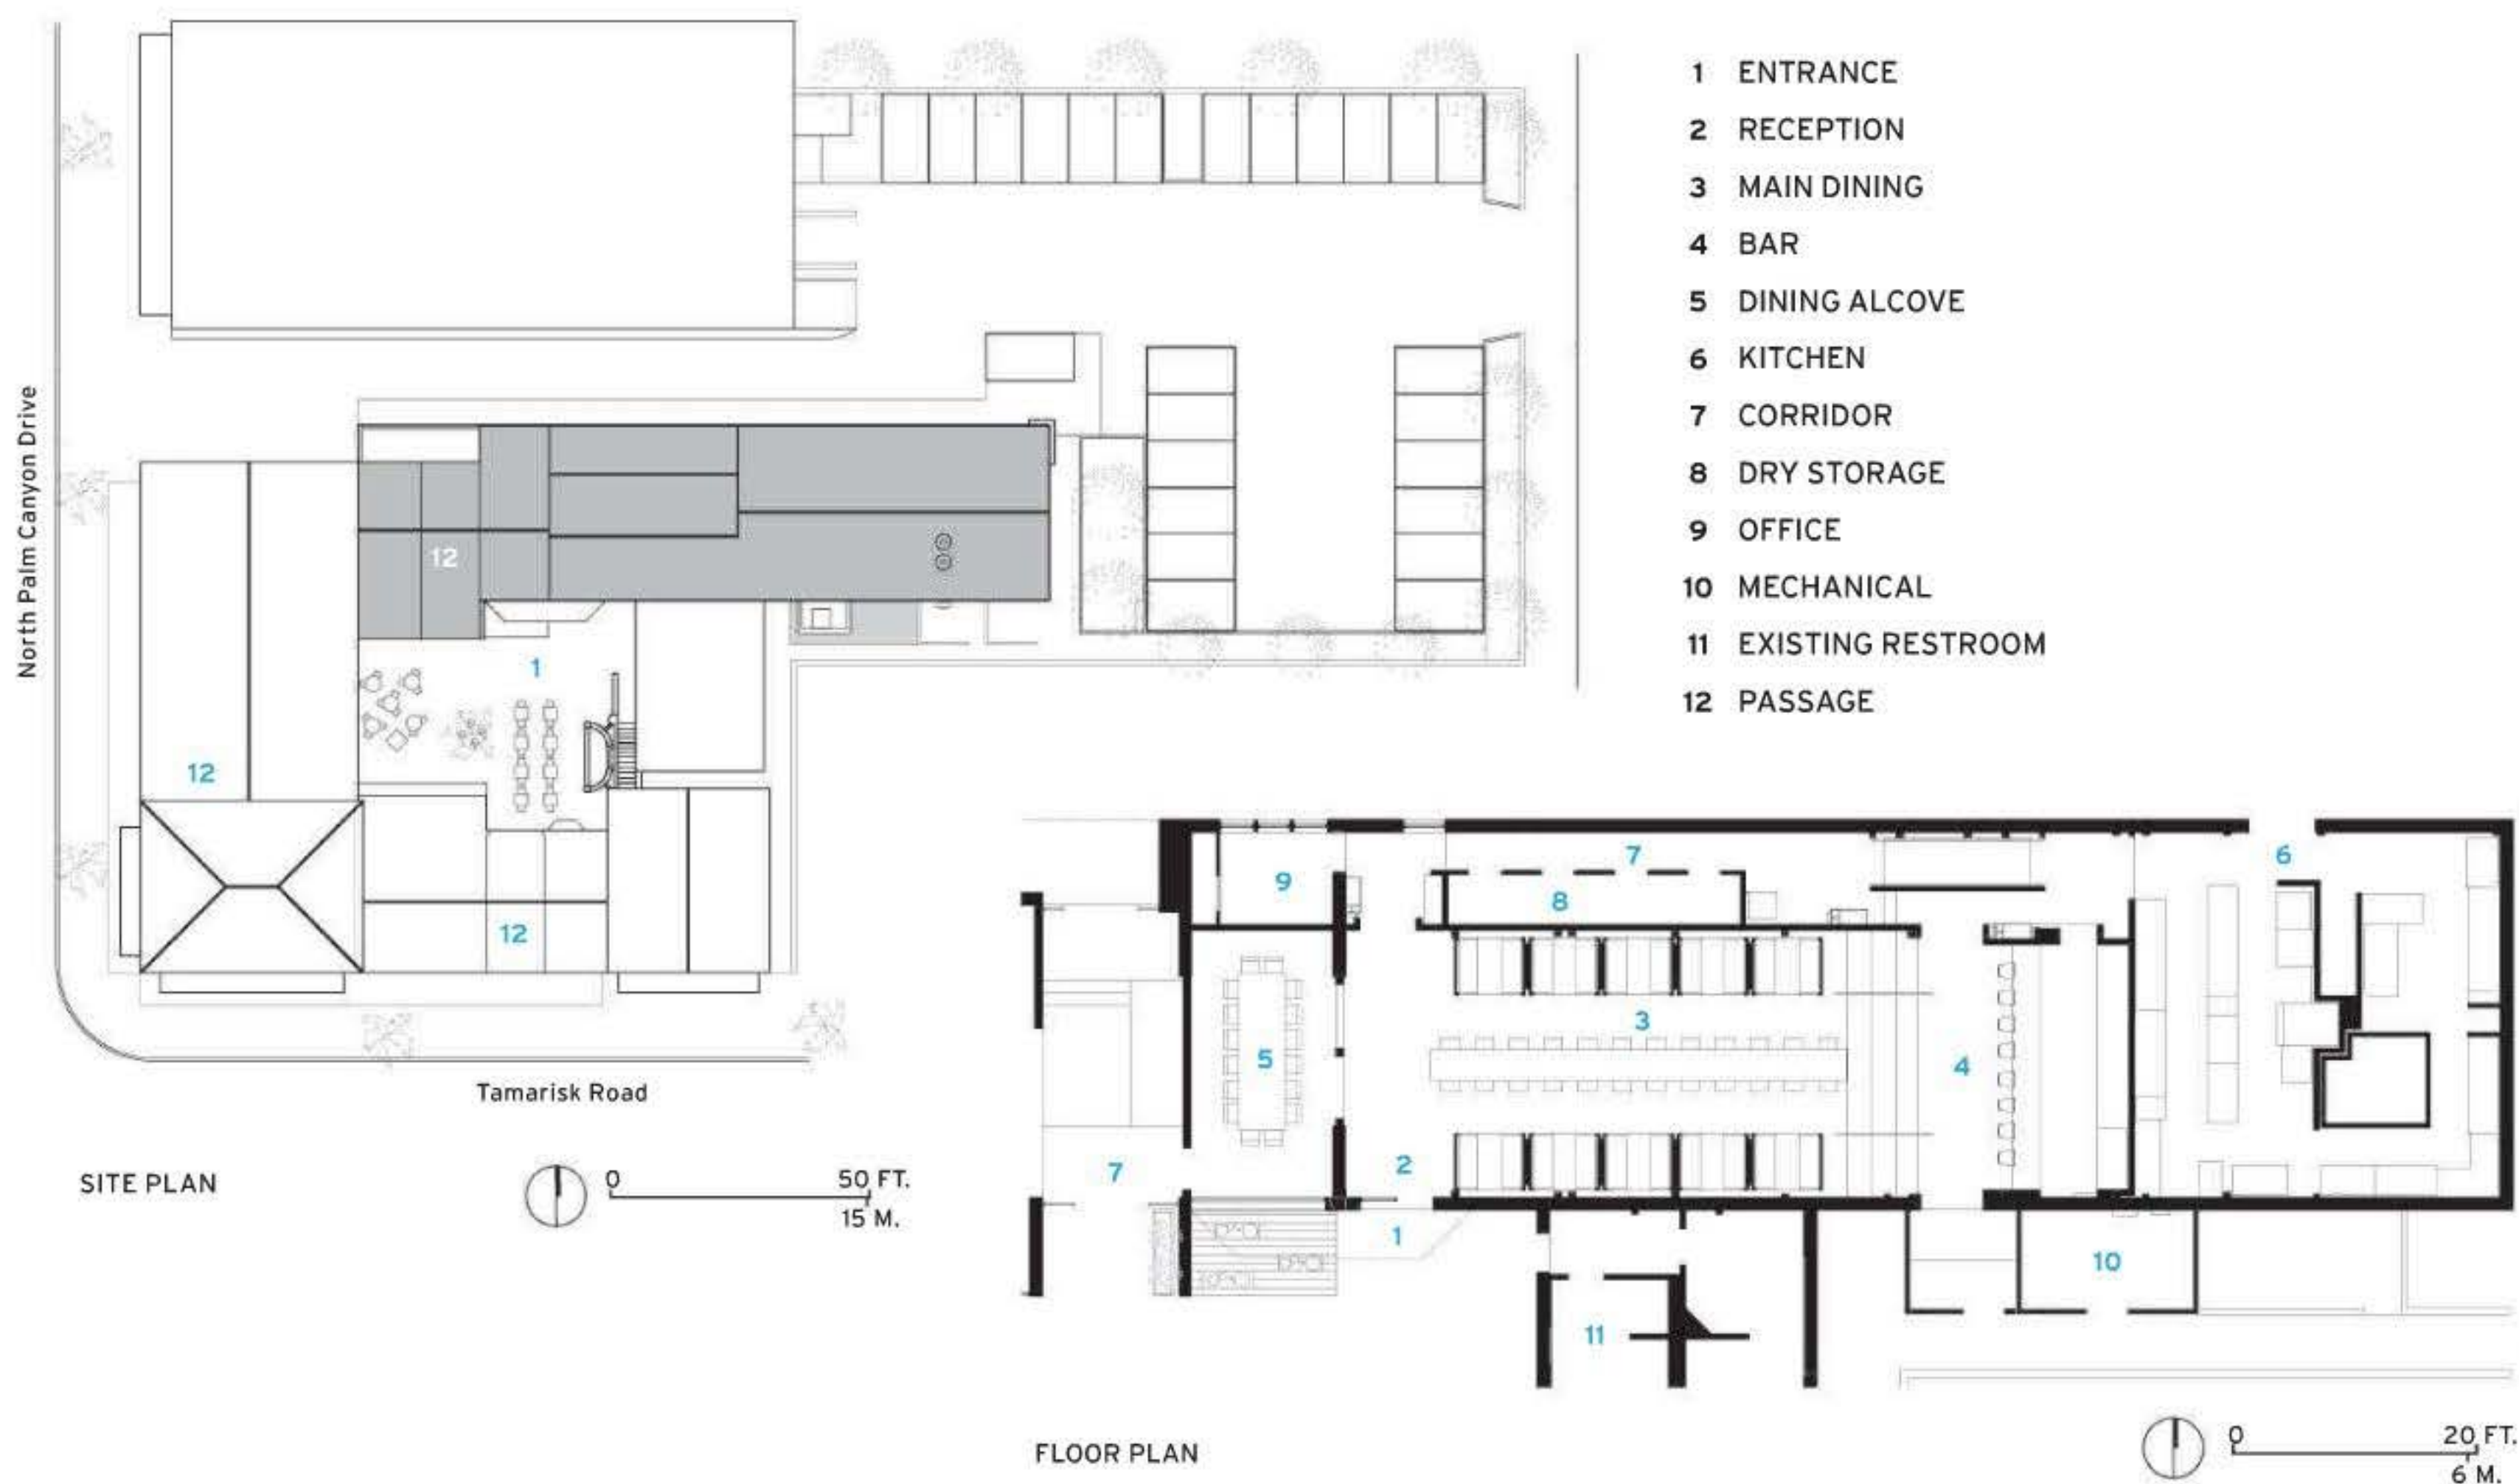 1 ENTRANCE
2 RECEPTION
3 MAIN DINING
4 BAR
5 DINING ALCOVE
6 KITCHEN
7 CORRIDOR
8 DRY STORAGE
9 OFFICE
10 MECHANICAL
11 EXISTING RESTROOM
12 PASSAGE
North Palm Canyon Drive
12
1
12
12
Tamarisk Road
SITE PLAN
0 50 FT.
15 M.
7
6
9
8
3
5
4
7
2
1
10
11
FLOOR PLAN
0 20 FT.
6 M.